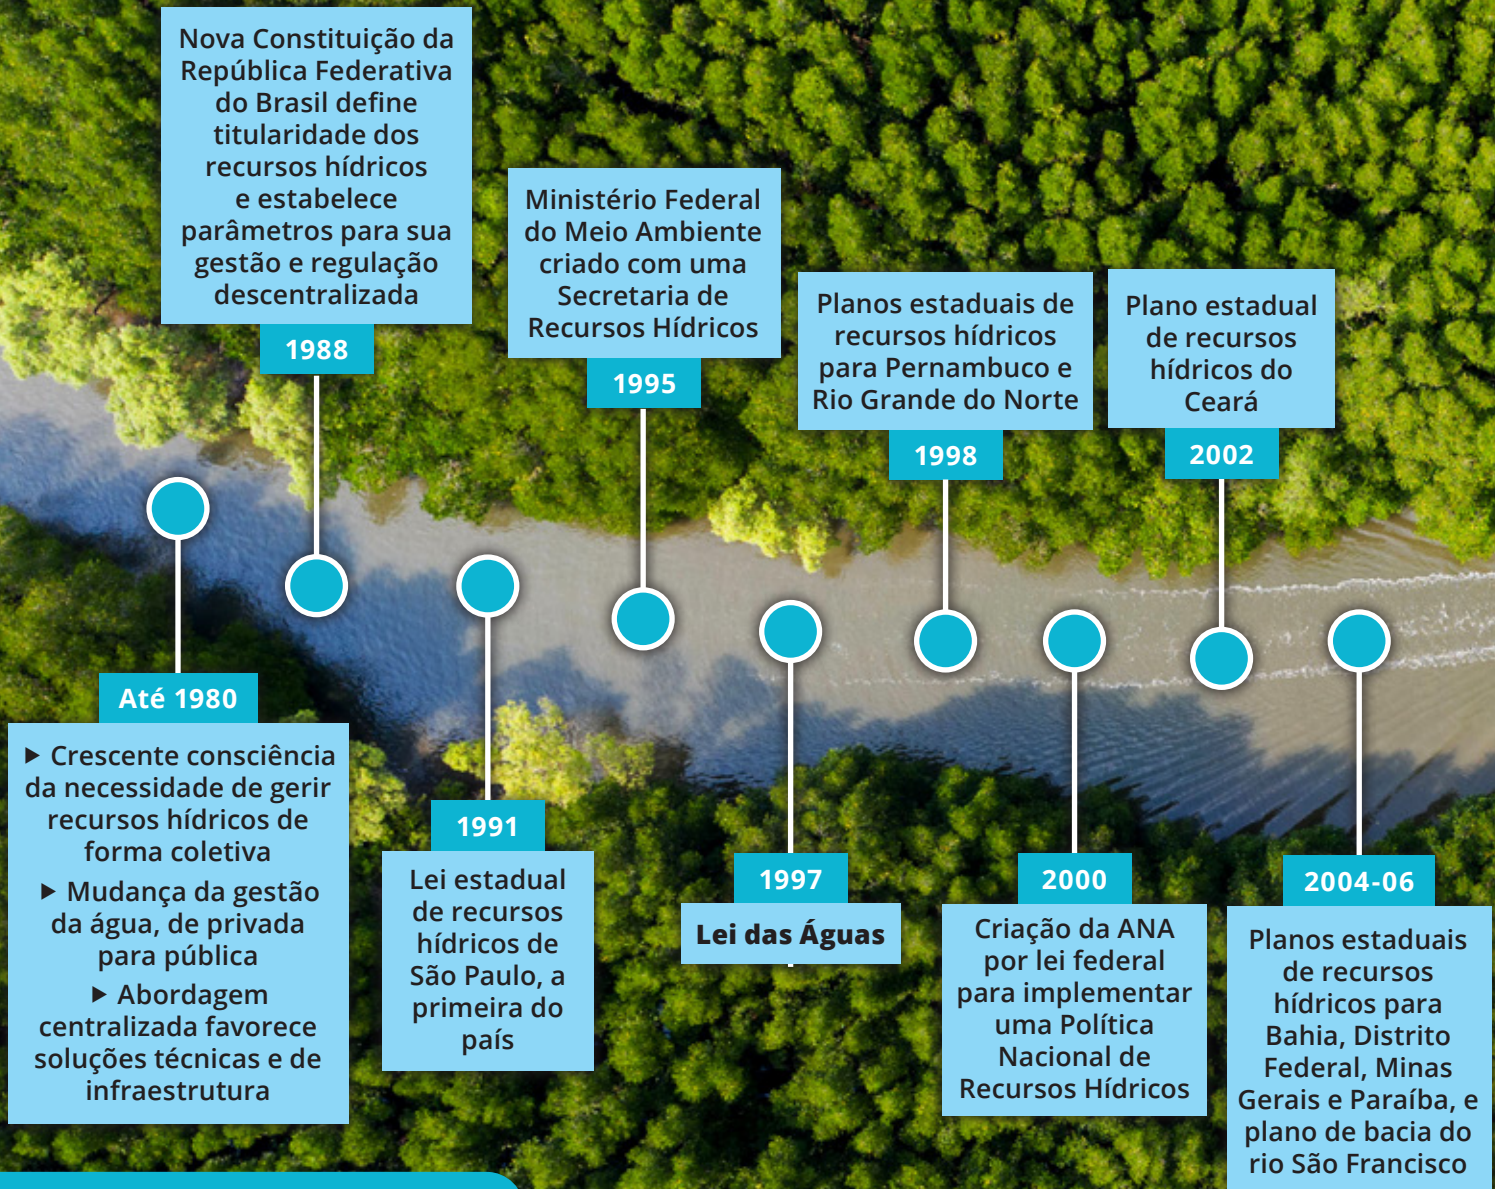 Nova Constituição da
República Federativa
do Brasil define
titularidade dos
recursos hídricos
e estabelece
parâmetros para sua
gestão e regulação
descentralizada
1988
Ministério Federal
do Meio Ambiente
criado com uma
Secretaria de
Recursos Hídricos
1995
Planos estaduais de
recursos hídricos
para Pernambuco e
Rio Grande do Norte
1998
Plano estadual
de recursos
hídricos do
Ceará
2002
Até 1980
▶ Crescente consciência
da necessidade de gerir
recursos hídricos de
forma coletiva
▶ Mudança da gestão
da água, de privada
para pública
▶ Abordagem
centralizada favorece
soluções técnicas e de
infraestrutura
1991
Lei estadual
de recursos
hídricos de
São Paulo, a
primeira do
país
1997
Lei das Águas
2000
Criação da ANA
por lei federal
para implementar
uma Política
Nacional de
Recursos Hídricos
2004-06
Planos estaduais
de recursos
hídricos para
Bahia, Distrito
Federal, Minas
Gerais e Paraíba, e
plano de bacia do
rio São Francisco